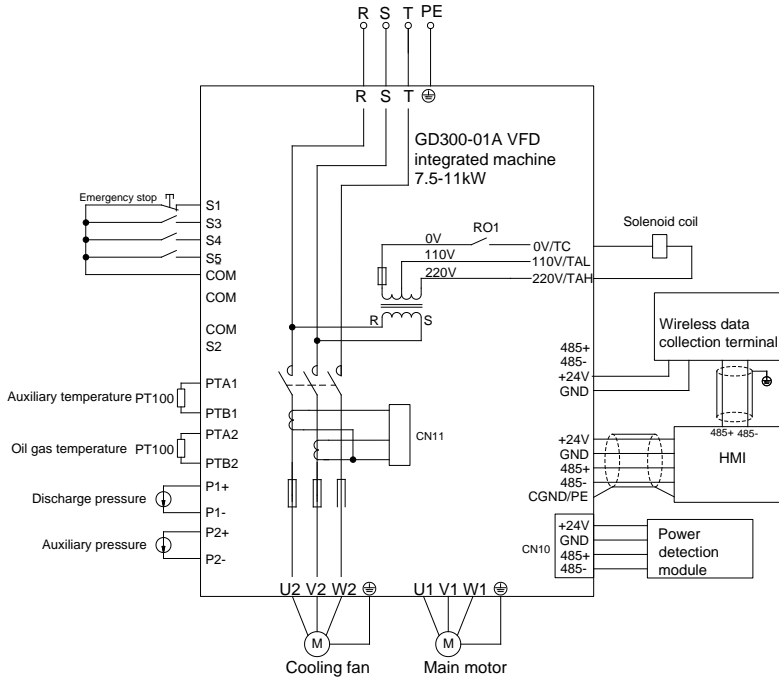 R S T PE
R S T
GD300-01A VFD
integrated machine
7.5-11kW
Emergency stop
S1
S3
S4
S5
COM
COM
COM
S2
0V
RO1
0V/TC
110V
110V/TAL
220V
220V/TAH
Solenoid coil
R S
Wireless data
collection terminal
485+
485-
+24V
GND
Auxiliary temperature PT100
PTA1
PTB1
Oil gas temperature PT100
PTA2
PTB2
Discharge pressure
P1+
P1-
Auxiliary pressure
P2+
P2-
CN11
+24V
GND
485+
485-
CGND/PE
485+ 485-
HMI
CN10
+24V
GND
485+
485-
Power
detection
module
U2 V2 W2
U1 V1 W1
M
M
Cooling fan
Main motor